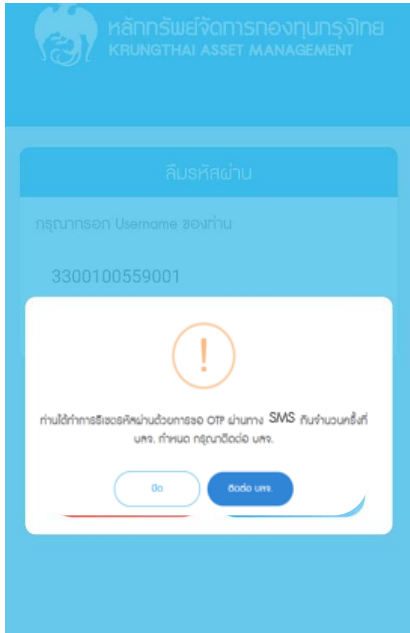 หลักทรัพย์จัดการกองทุนกรุงไทย
KRUNGTHAI ASSET MANAGEMENT
ลืมรหัสผ่าน
กรุณากรอก Username ของท่าน
3300100559001
!
ท่านได้ทำการรีเซตรหัสผ่านด้วยการขอ OTP ผ่านทาง SMS เกินจำนวนครั้งที่
บลจ. กำหนด กรุณาติดต่อ บลจ.
ปิด
ติดต่อ บลจ.